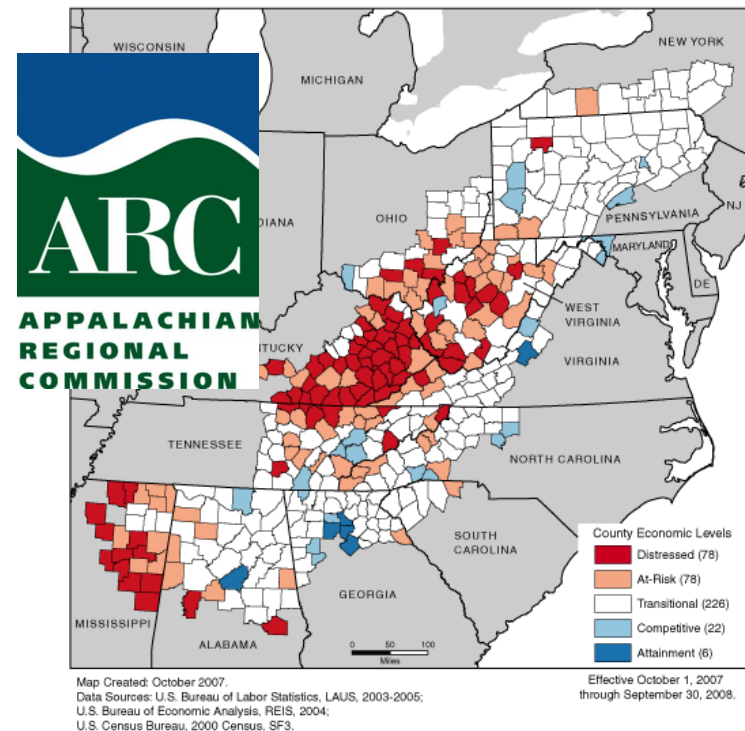 WISCONSIN
NEW YORK
MICHIGAN
ARC
APPALACHIAN
REGIONAL
COMMISSION
DIANA
OHIO
PENNSYLVANIA
NJ
MARYLAND
DE
WEST
VIRGINIA
NTUCKY
VIRGINIA
TENNESSEE
NORTH CAROLINA
SOUTH
CAROLINA
GEORGIA
MISSISSIPPI
ALABAMA
0 50 100
Miles
County Economic Levels
Distressed (78)
At-Risk (78)
Transitional (226)
Competitive (22)
Attainment (6)
Map Created: October 2007.
Data Sources: U.S. Bureau of Labor Statistics, LAUS, 2003-2005;
U.S. Bureau of Economic Analysis, REIS, 2004;
U.S. Census Bureau, 2000 Census, SF3.
Effective October 1, 2007
through September 30, 2008.